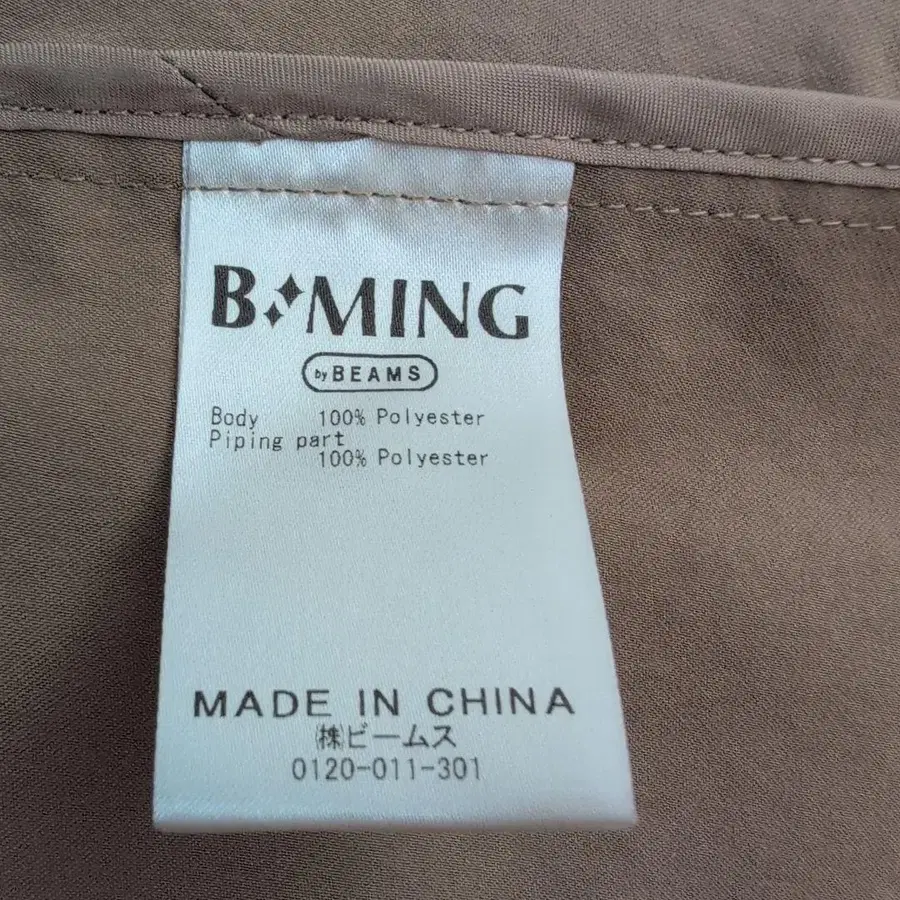 B MING
by BEAMS
Body 100% Polyester
Piping part
100% Polyester
MADE IN CHINA
㈱ビームス
0120-011-301